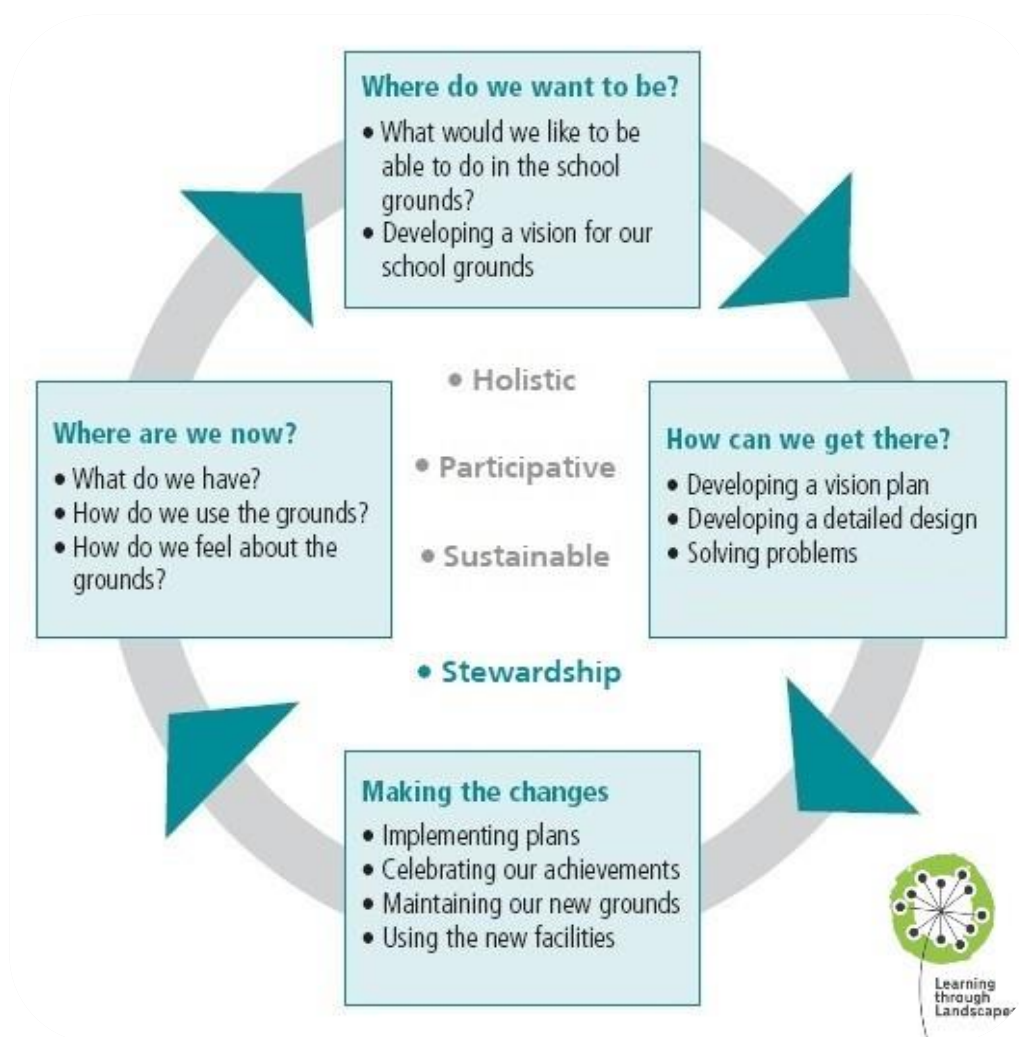 Where do we want to be?
• What would we like to be
able to do in the school
grounds?
• Developing a vision for our
school grounds
Where are we now?
• What do we have?
• How do we use the grounds?
• How do we feel about the
grounds?
• Holistic
• Participative
• Sustainable
• Stewardship
How can we get there?
• Developing a vision plan
• Developing a detailed design
• Solving problems
Making the changes
• Implementing plans
• Celebrating our achievements
• Maintaining our new grounds
• Using the new facilities
Learning
through
Landscape